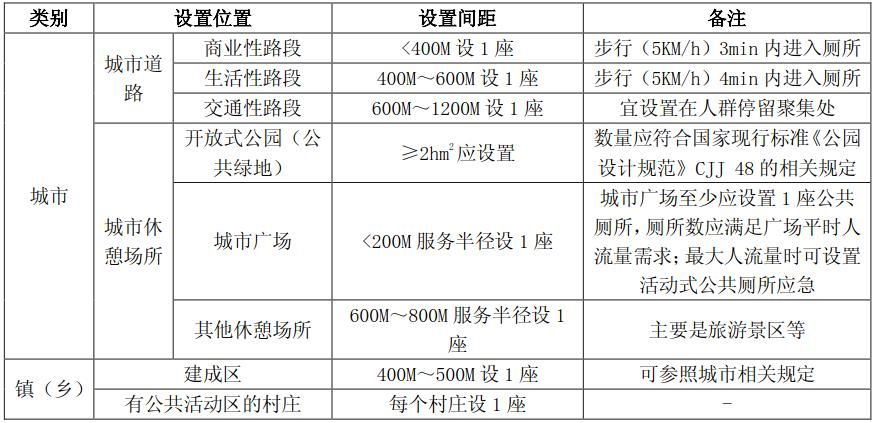 类别 设置位置 设置间距 备注
城市 城市道路 商业性路段 <400M 设 1 座 步行（5KM/h）3min 内进入厕所
生活性路段 400M～600M 设 1 座 步行（5KM/h）4min 内进入厕所
交通性路段 600M～1200M 设 1 座 宜设置在人群停留聚集处
城市休憩场所 开放式公园（公共绿地） ≥2hm² 应设置 数量应符合国家现行标准《公园设计规范》CJJ 48 的相关规定
城市广场 <200M 服务半径设 1 座 城市广场至少应设置 1 座公共厕所，厕所数应满足广场平时人流量需求；最大人流量时可设置活动式公共厕所应急
其他休憩场所 600M～800M 服务半径设 1 座 主要是旅游景区等
镇（乡） 建成区 400M～500M 设 1 座 可参照城市相关规定
有公共活动区的村庄 每个村庄设 1 座 -